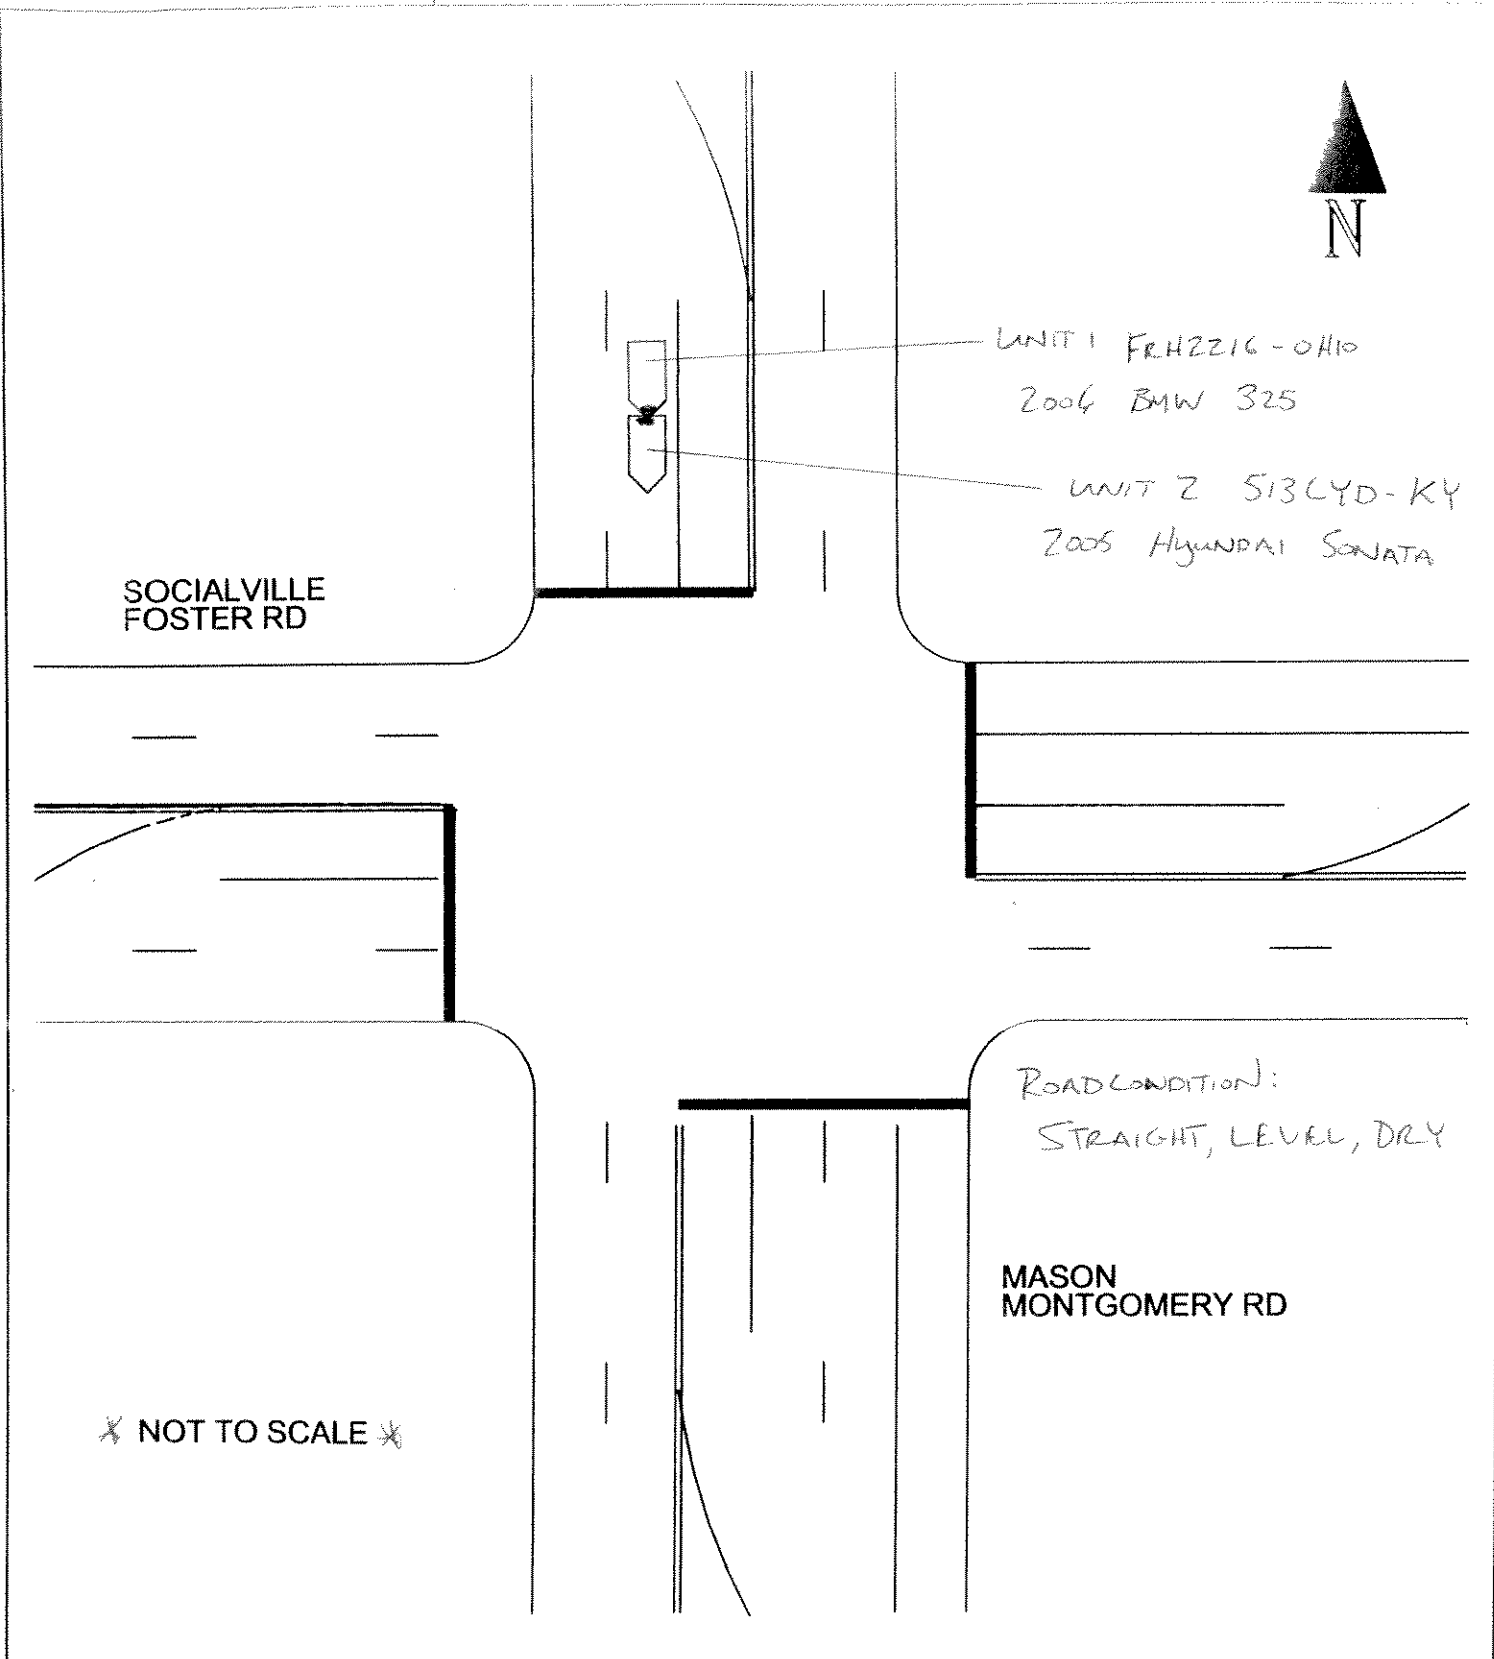 N
UNIT 1 FRH2216-OHIO
2006 BMW 325
UNIT 2 513CYD-KY
2005 HYUNDAI SONATA
SOCIALVILLE
FOSTER RD
ROAD CONDITION:
STRAIGHT, LEVEL, DRY
MASON
MONTGOMERY RD
* NOT TO SCALE *